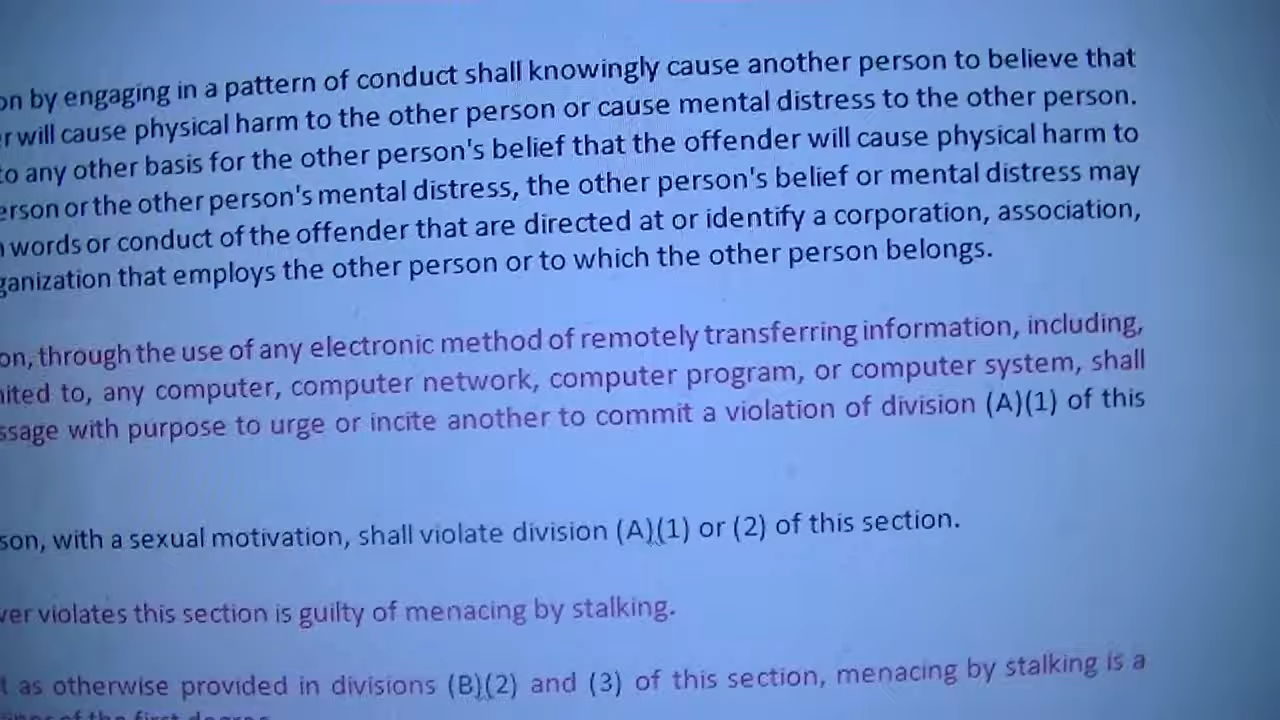 on by engaging in a pattern of conduct shall knowingly cause another person to believe that
r will cause physical harm to the other person or cause mental distress to the other person.
to any other basis for the other person's belief that the offender will cause physical harm to
erson or the other person's mental distress, the other person's belief or mental distress may
words or conduct of the offender that are directed at or identify a corporation, association,
ganization that employs the other person or to which the other person belongs.
on, through the use of any electronic method of remotely transferring information, including,
ited to, any computer, computer network, computer program, or computer system, shall
ssage with purpose to urge or incite another to commit a violation of division (A)(1) of this
son, with a sexual motivation, shall violate division (A)(1) or (2) of this section.
ver violates this section is guilty of menacing by stalking.
t as otherwise provided in divisions (B)(2) and (3) of this section, menacing by stalking is a
of the first degree